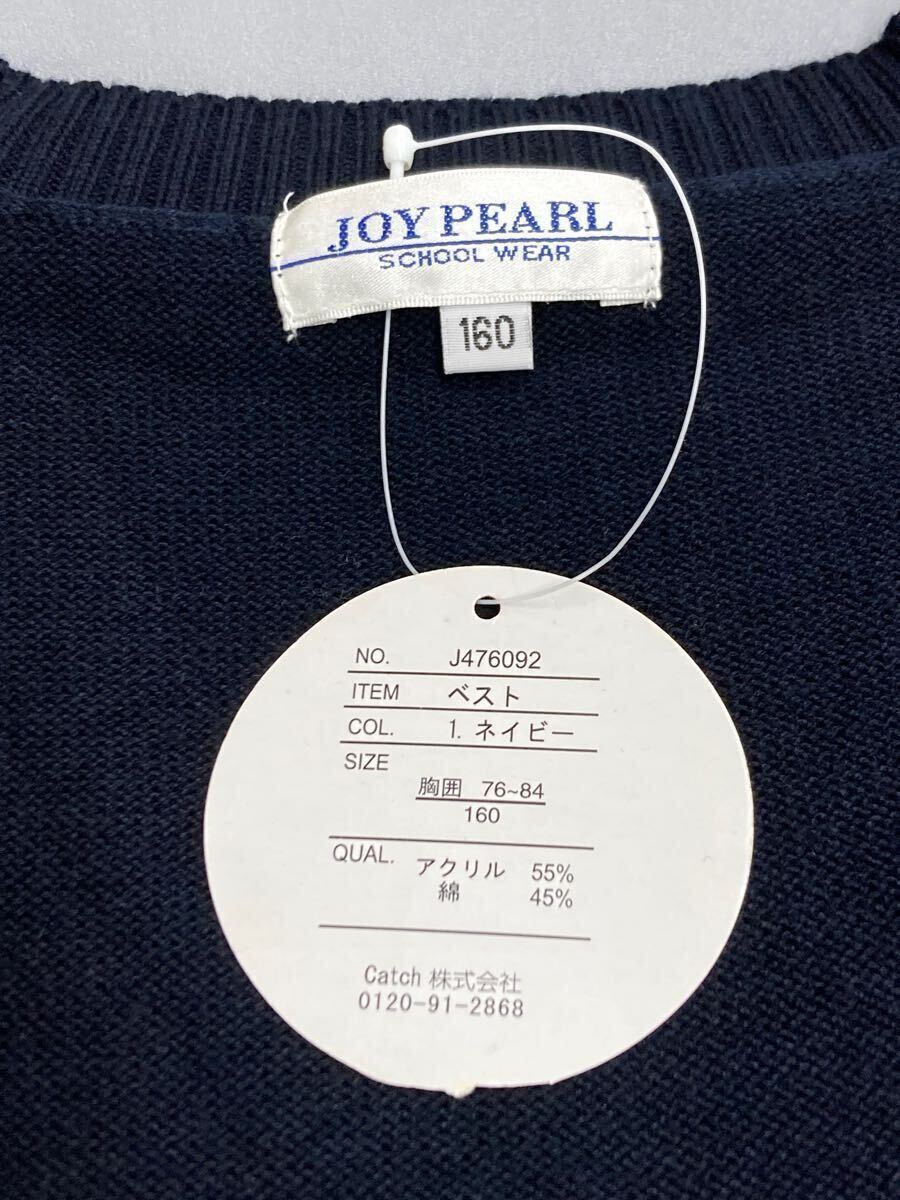 JOY PEARL
SCHOOL WEAR
160
NO. J476092
ITEM ベスト
COL. 1. ネイビー
SIZE
胸囲 76~84
160
QUAL. アクリル 55%
綿 45%
Catch 株式会社
0120-91-2868